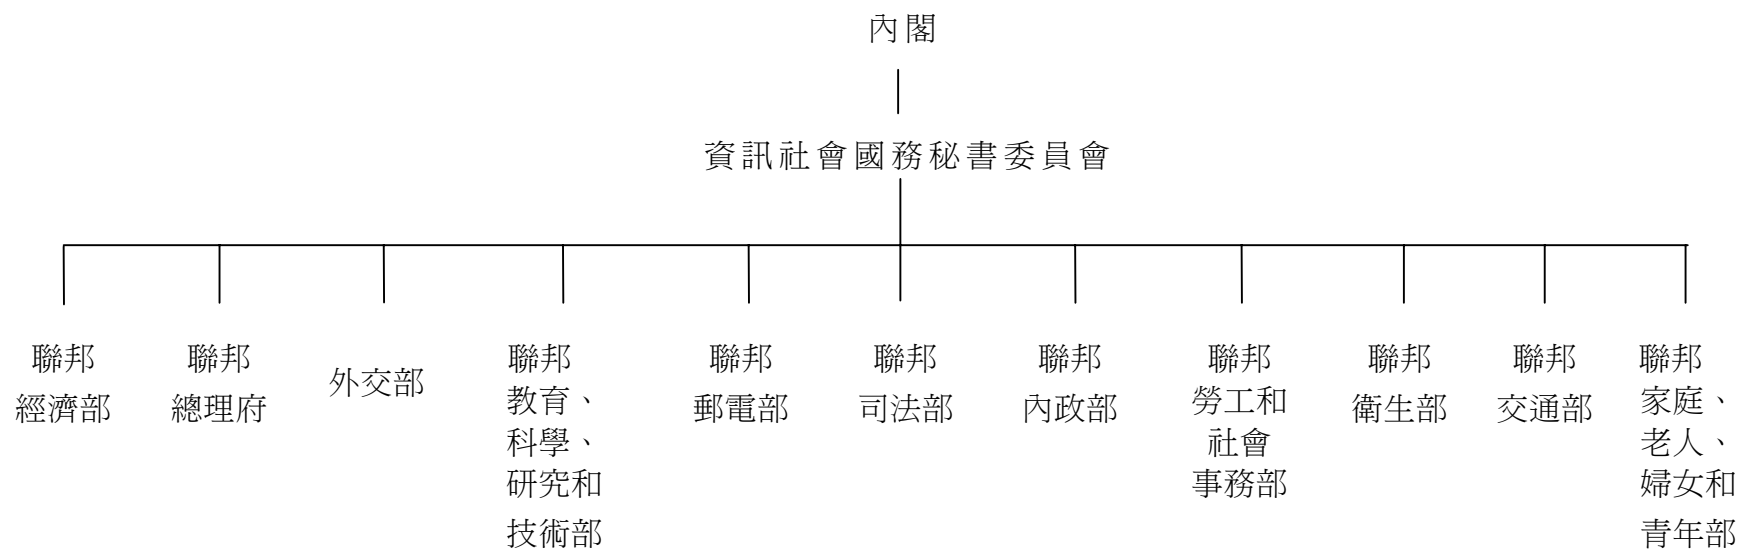 內閣
資訊社會國務秘書委員會
聯邦
經濟部
聯邦
總理府
外交部
聯邦
教育、
科學、
研究和
技術部
聯邦
郵電部
聯邦
司法部
聯邦
內政部
聯邦
勞工和
社會
事務部
聯邦
衛生部
聯邦
交通部
聯邦
家庭、
老人、
婦女和
青年部